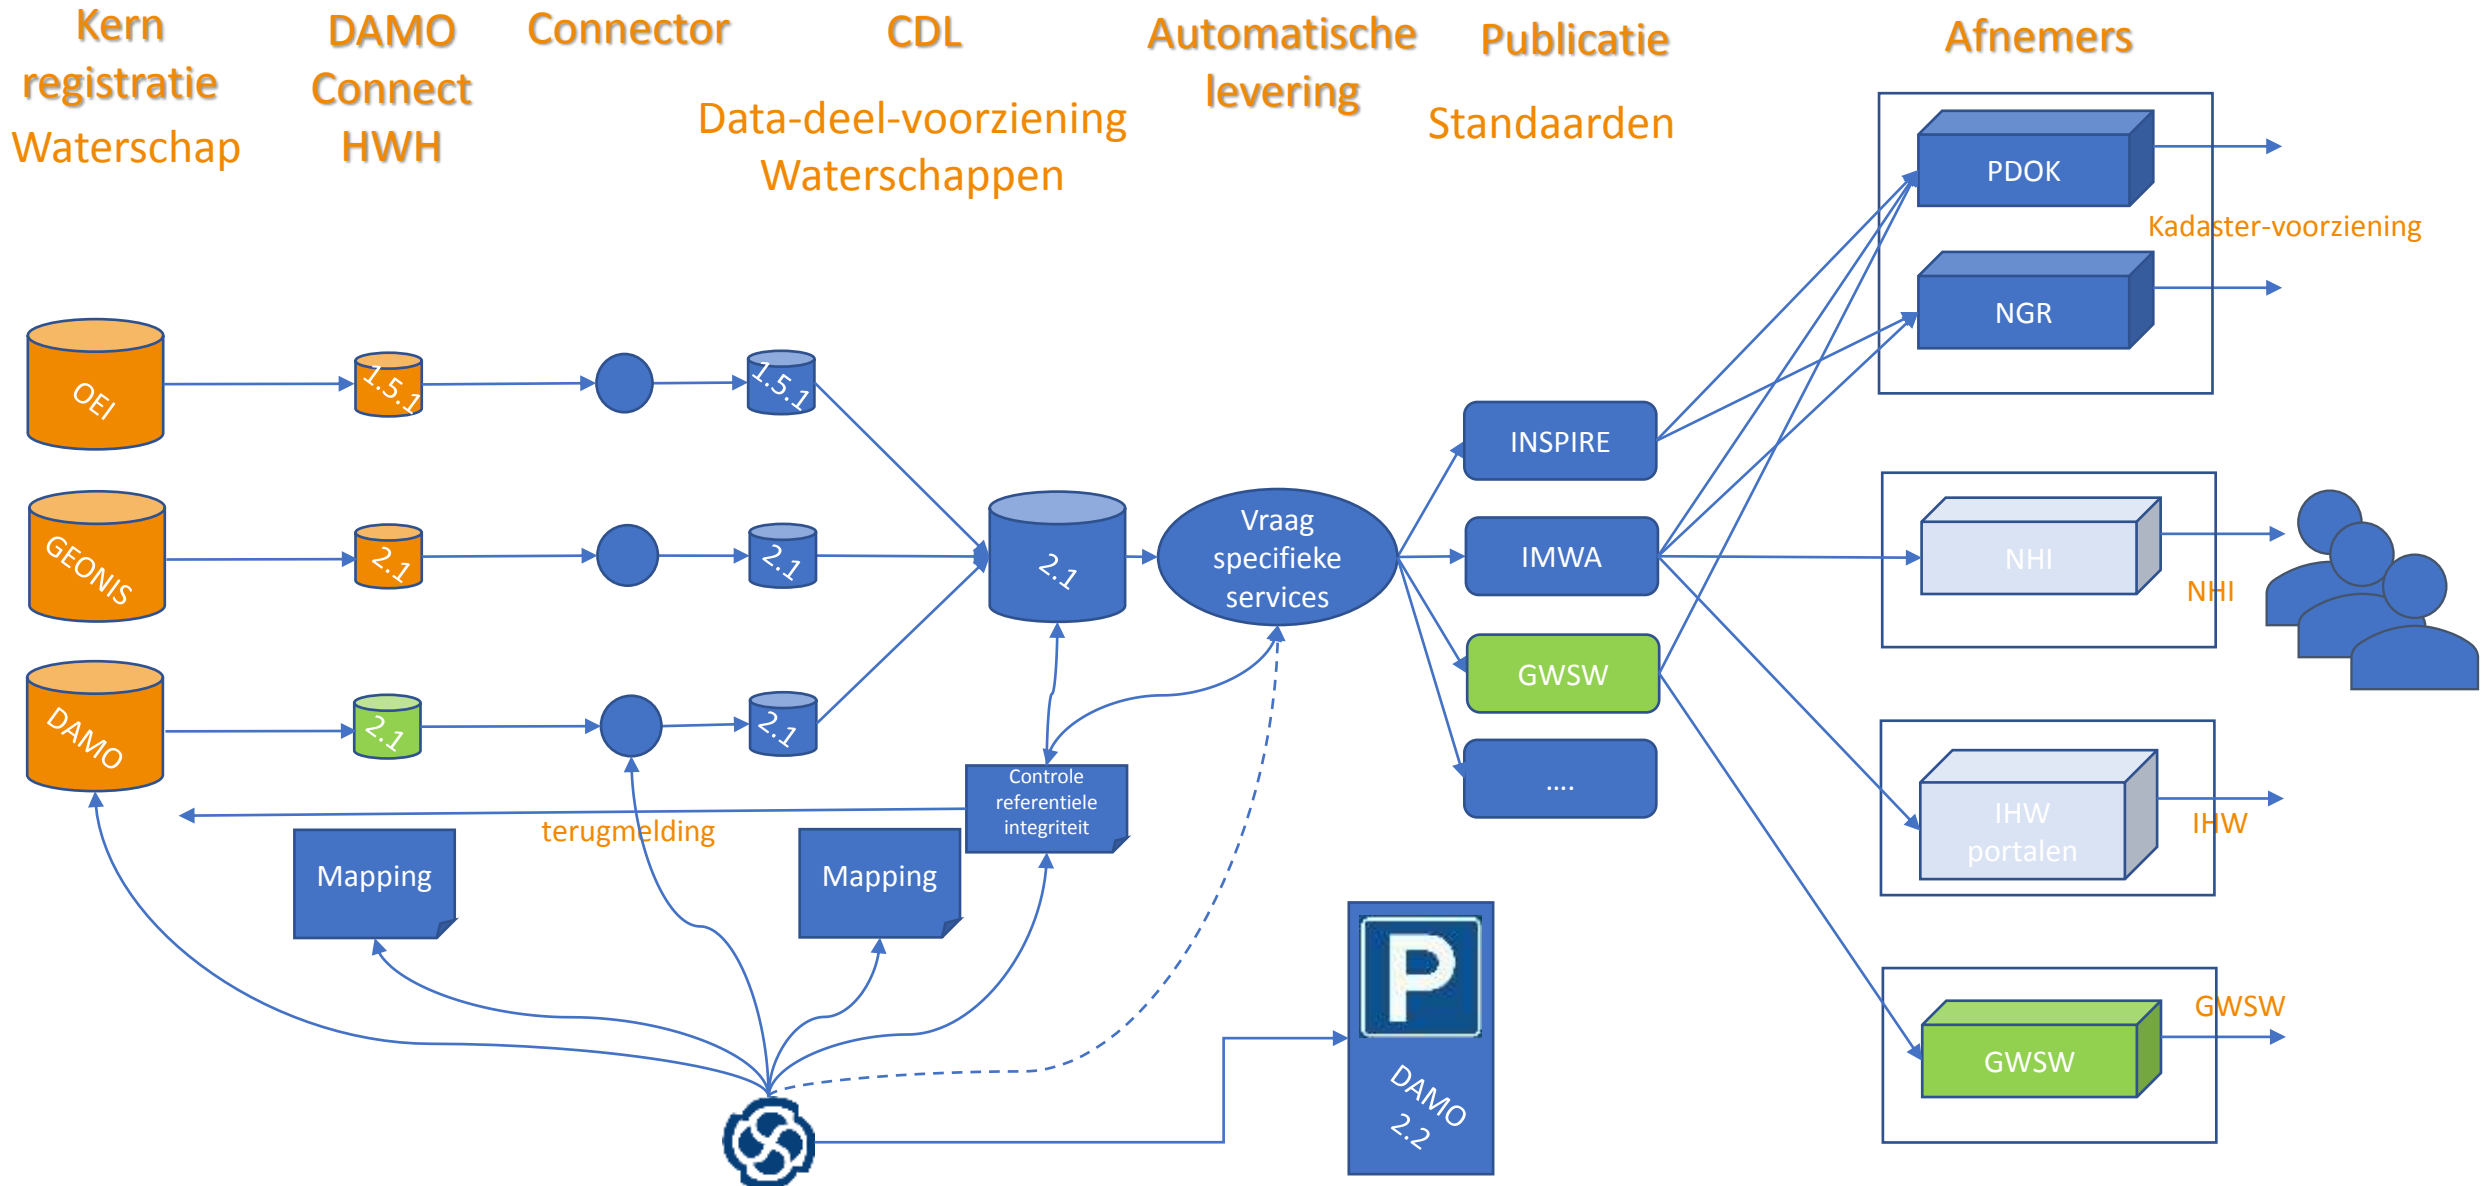 Kern
registratie
Waterschap
DAMO
Connect
HWH
Connector
CDL
Data-deel-voorziening
Waterschappen
Automatische
levering
Publicatie
Standaarden
Afnemers
PDOK
Kadaster-voorziening
NGR
OEI
1.5.1
1.5.1
INSPIRE
GEONIS
2.1
2.1
2.1
Vraag
specifieke
services
IMWA
NHI
NHI
DAMO
2.1
2.1
GWSW
Controle
referentiele
integriteit
....
terugmelding
IHW
portalen
IHW
Mapping
Mapping
P
DAMO
2.2
GWSW
GWSW